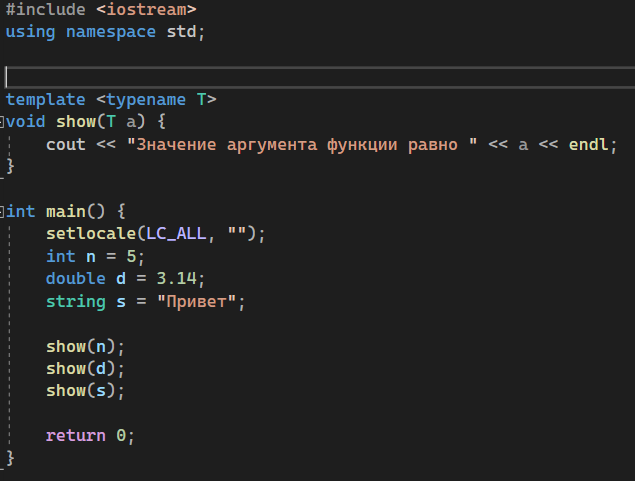 #include <iostream>
using namespace std;
template <typename T>
void show(T a) {
cout << "Значение аргумента функции равно " << a << endl;
}
int main() {
setlocale(LC_ALL, "");
int n = 5;
double d = 3.14;
string s = "Привет";
show(n);
show(d);
show(s);
return 0;
}